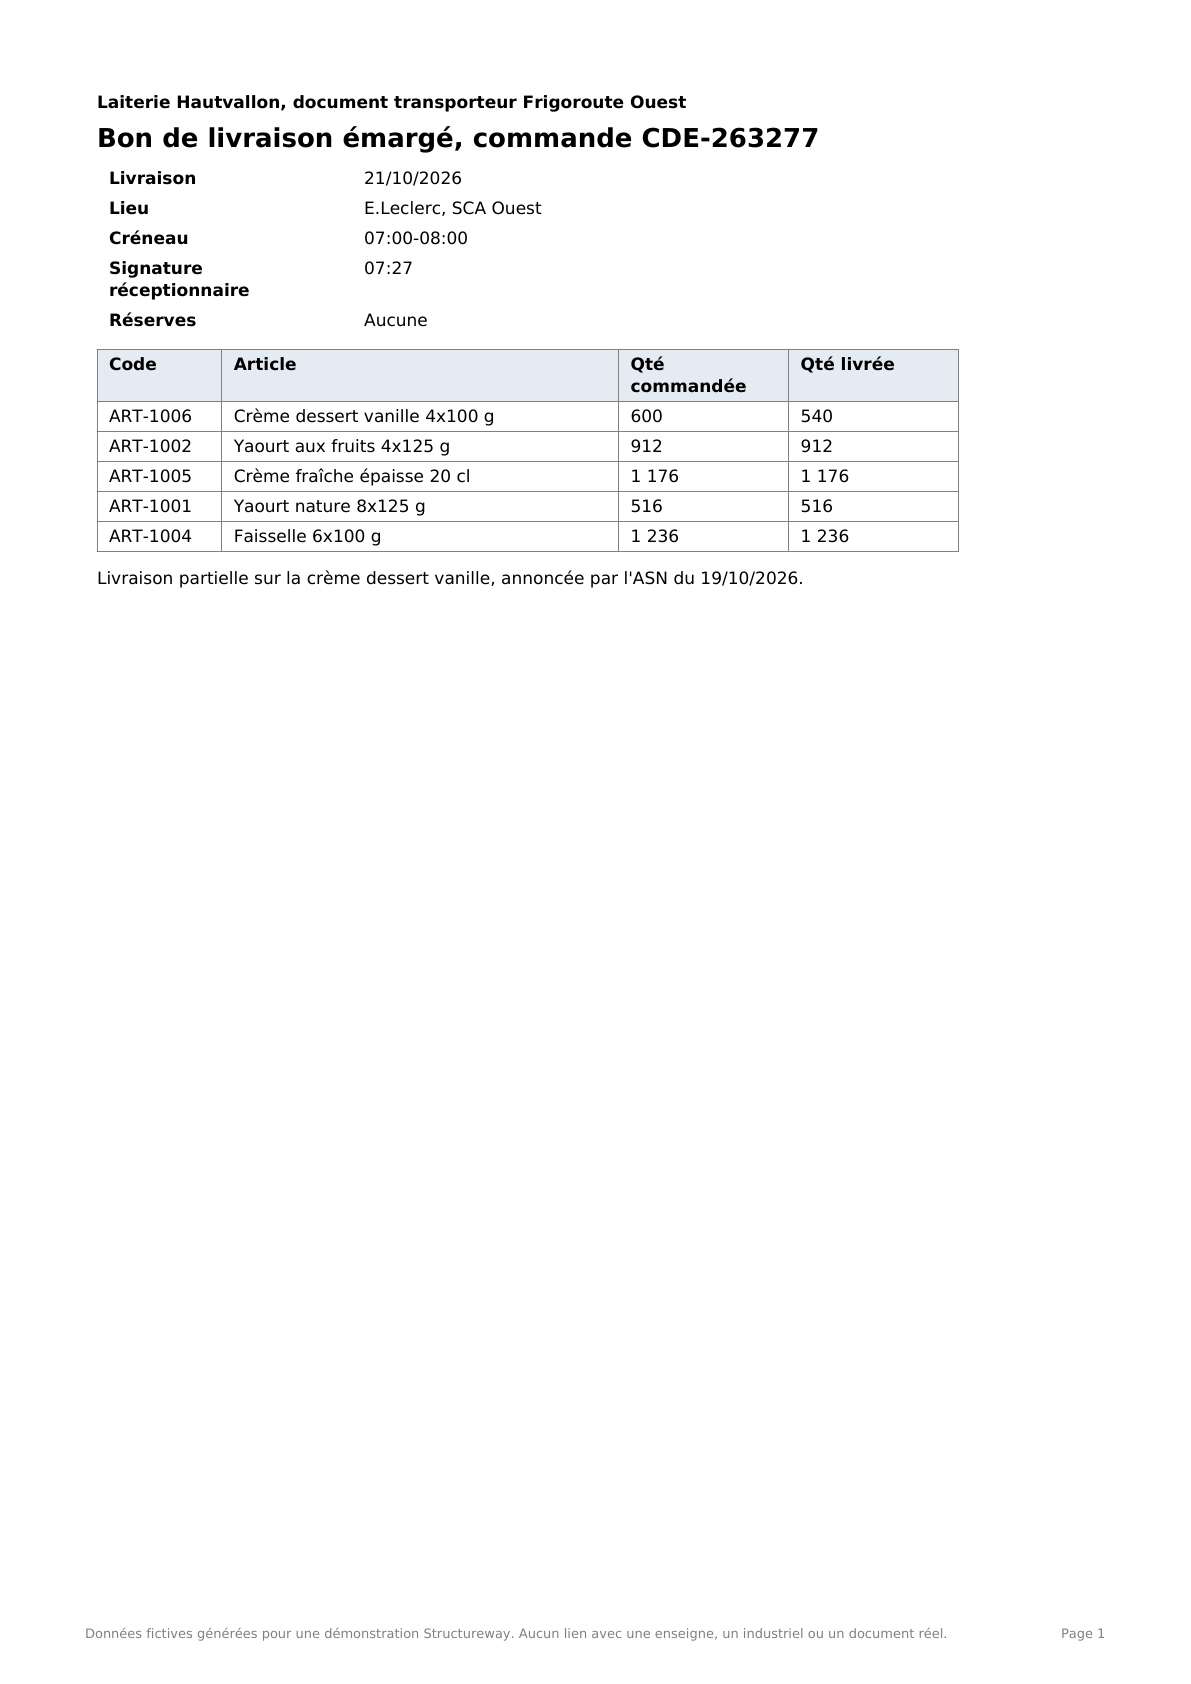 Laiterie Hautvallon, document transporteur Frigoroute Ouest
Bon de livraison émargé, commande CDE-263277
Livraison 21/10/2026
Lieu E.Leclerc, SCA Ouest
Créneau 07:00-08:00
Signature réceptionnaire 07:27
Réserves Aucune
Code Article Qté commandée Qté livrée
ART-1006 Crème dessert vanille 4x100 g 600 540
ART-1002 Yaourt aux fruits 4x125 g 912 912
ART-1005 Crème fraîche épaisse 20 cl 1 176 1 176
ART-1001 Yaourt nature 8x125 g 516 516
ART-1004 Faisselle 6x100 g 1 236 1 236
Livraison partielle sur la crème dessert vanille, annoncée par l'ASN du 19/10/2026.
Données fictives générées pour une démonstration Structureway. Aucun lien avec une enseigne, un industriel ou un document réel. Page 1